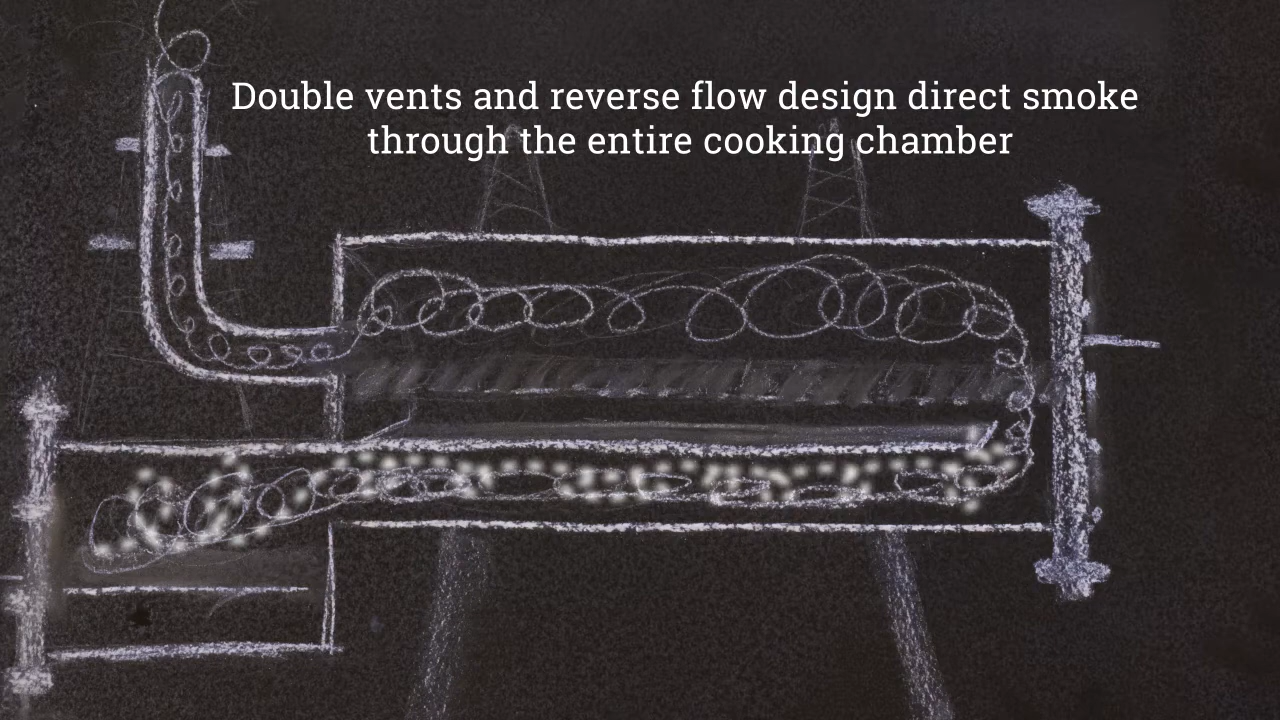 Double vents and reverse flow design direct smoke
through the entire cooking chamber